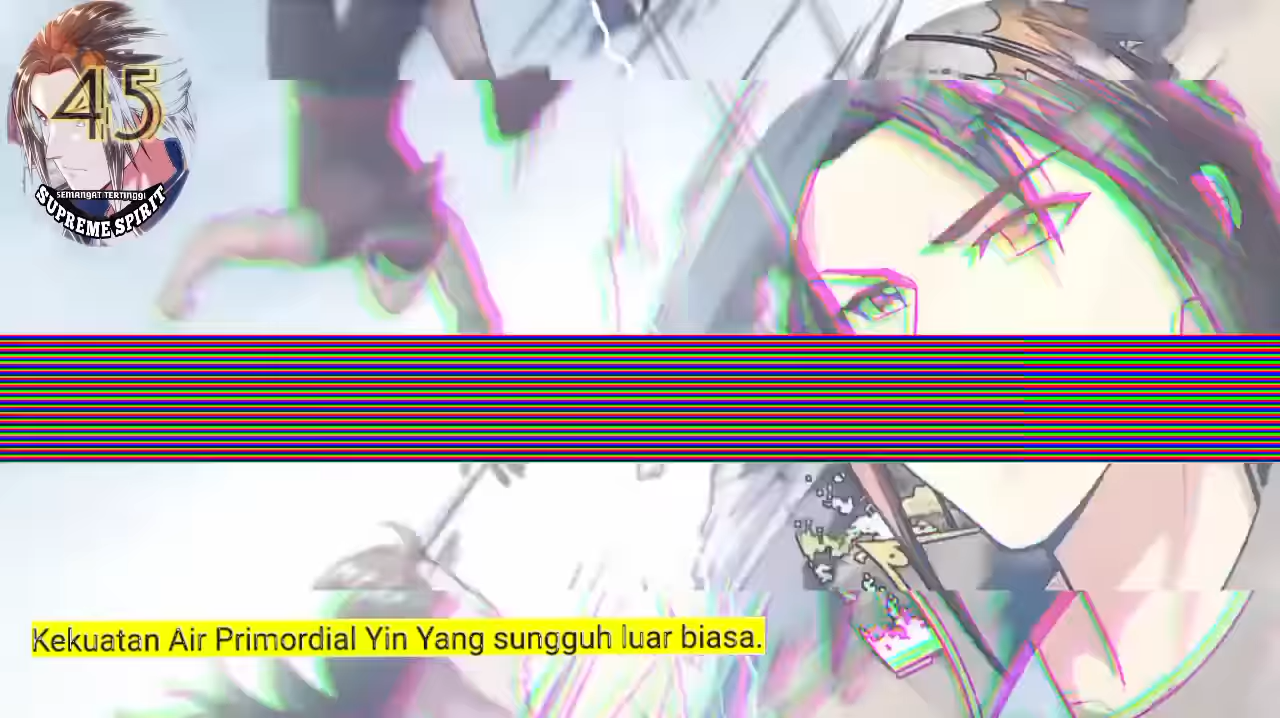 45
SEMANGAT TERTINGGI
SUPREME SPIRIT
Kekuatan Air Primordial Yin Yang sungguh luar biasa.